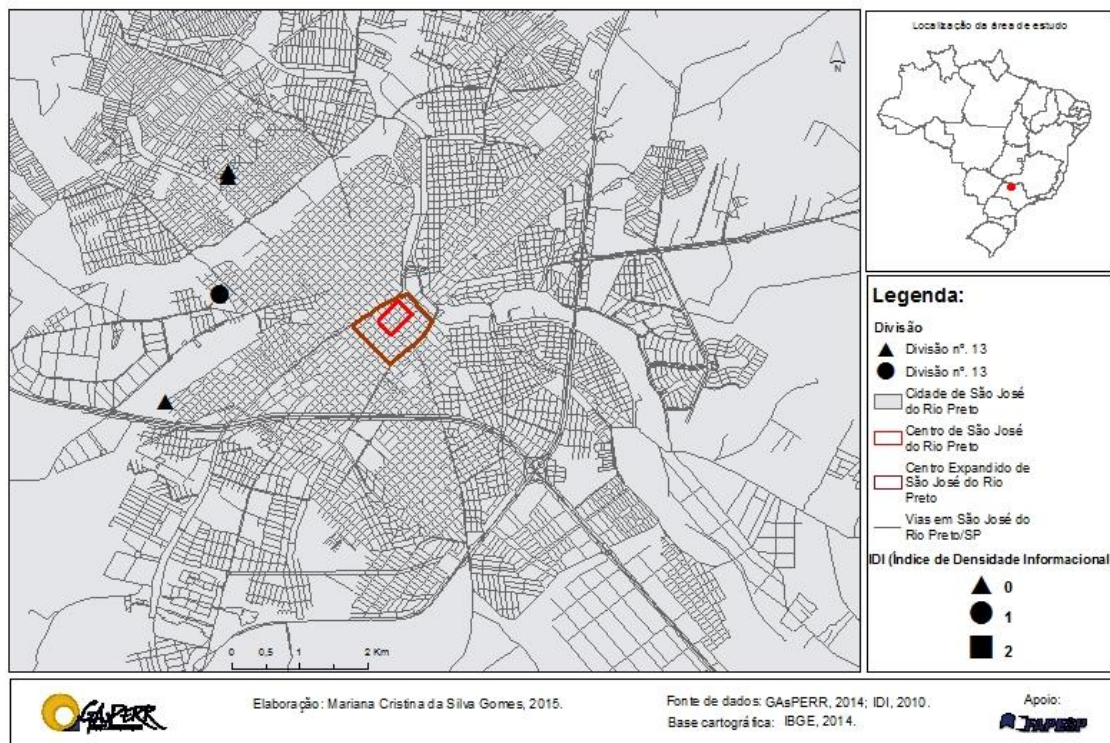 Localização da área de estudo
N
Legenda:
Divisão
Divisão nº. 13
Divisão nº. 13
Cidade de São José
do Rio Preto
Centro de São José
do Rio Preto
Centro Expandido de
São José do Rio
Preto
Vias em São José do
Rio Preto/SP
IDI (Índice de Densidade Informacional
0
1
2
0 0,5 1 2 Km
GAsPERR
Elaboração: Mariana Cristina da Silva Gomes, 2015.
Fonte de dados: GAsPERR, 2014; IDI, 2010.
Base cartográfica: IBGE, 2014.
Apoio:
FAPESP